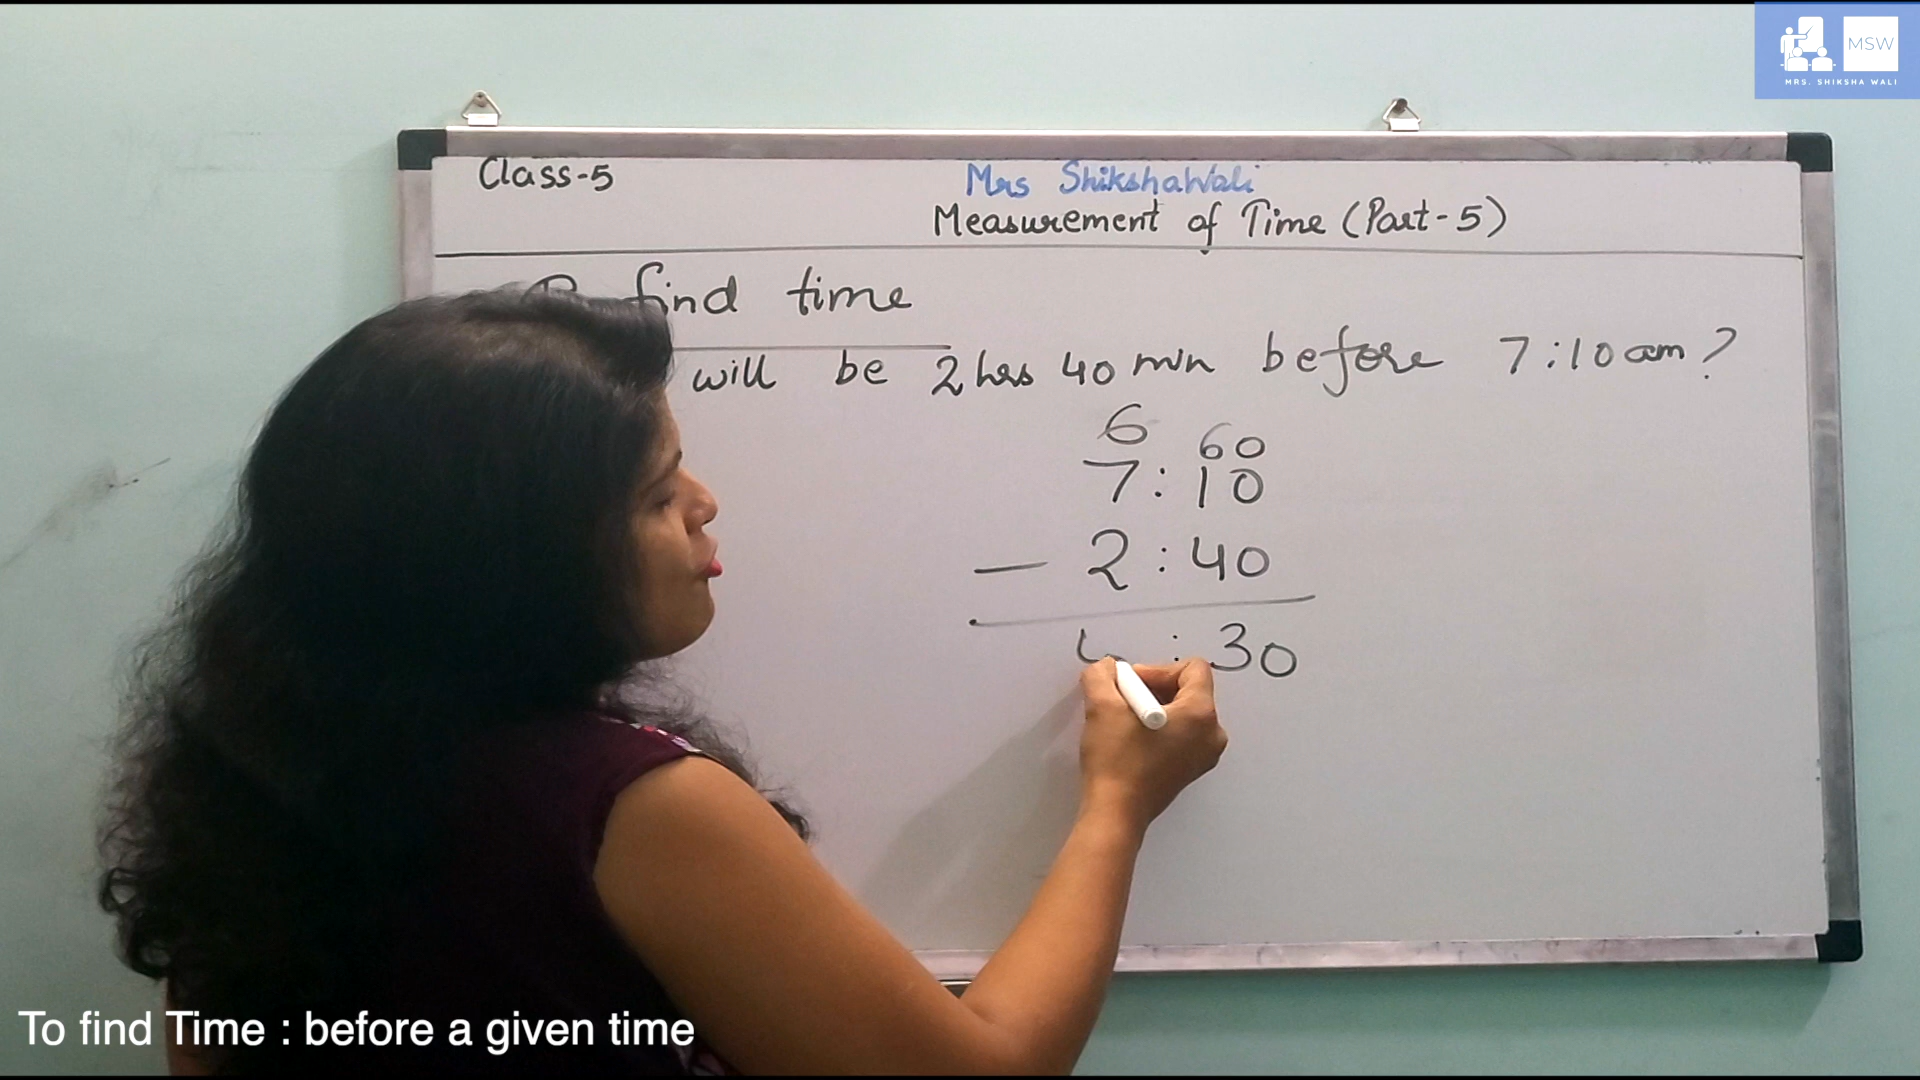 MSW
MRS. SHIKSHA WALI
Class-5
Mrs ShikshaWali
Measurement of Time (Part-5)
find time
will be 2 hrs 40 min before 7:10 am?
6 60
7:10
- 2:40
:30
To find Time : before a given time